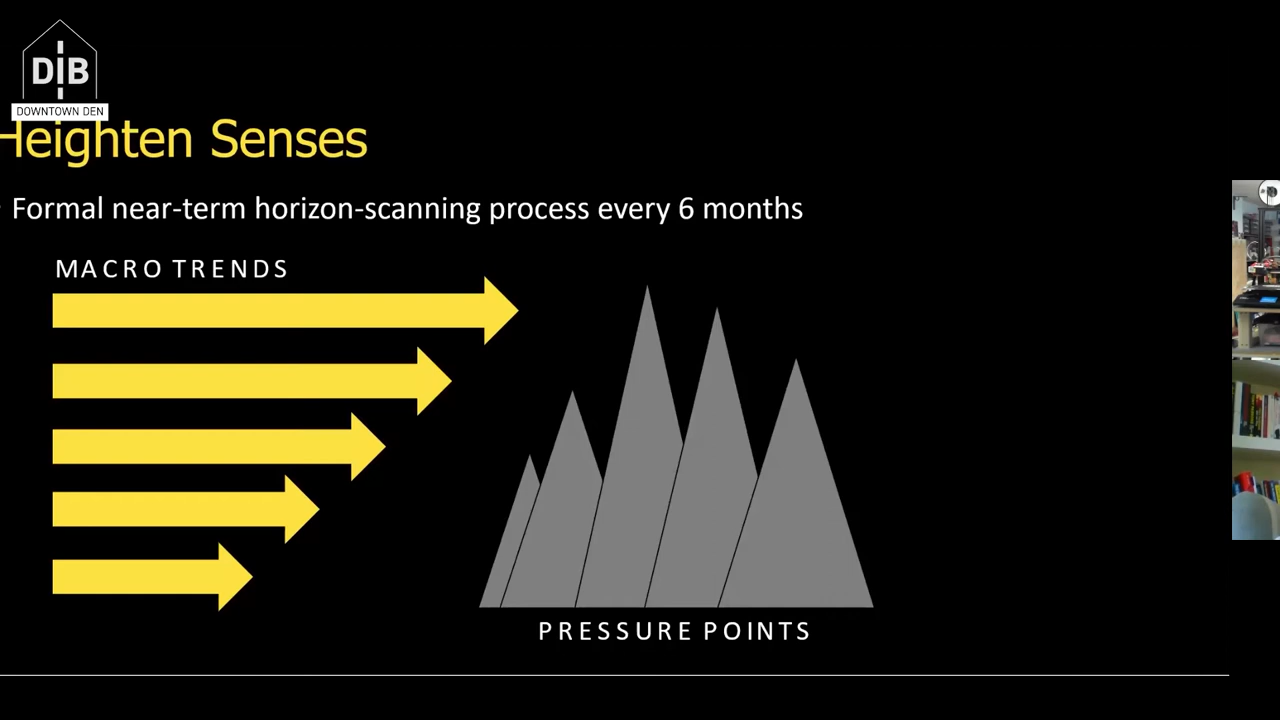 DIB
DOWNTOWN DEN
Heighten Senses
Formal near-term horizon-scanning process every 6 months
MACRO TRENDS
PRESSURE POINTS